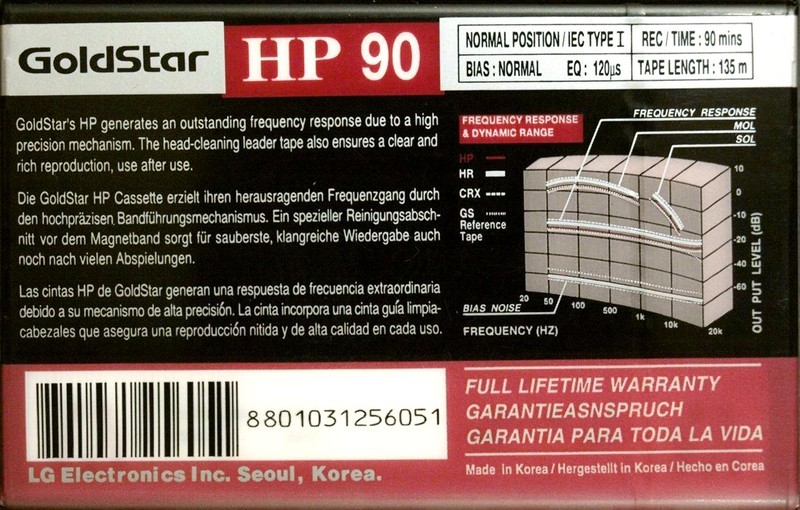 GoldStar
HP 90
NORMAL POSITION / IEC TYPE I
REC / TIME : 90 mins
BIAS : NORMAL EQ : 120µs
TAPE LENGTH : 135 m
GoldStar's HP generates an outstanding frequency response due to a high
precision mechanism. The head-cleaning leader tape also ensures a clear and
rich reproduction, use after use.
Die GoldStar HP Cassette erzielt ihren herausragenden Frequenzgang durch
den hochpräzisen Bandführungsmechanismus. Ein spezieller Reinigungsabsch-
nitt vor dem Magnetband sorgt für sauberste, klangreiche Wiedergabe auch
noch nach vielen Abspielungen.
Las cintas HP de GoldStar generan una respuesta de frecuencia extraordinaria
debido a su mecanismo de alta precisión. La cinta incorpora una cinta guía limpia-
cabezales que asegura una reproducción nitida y de alta calidad en cada uso.
FREQUENCY RESPONSE
& DYNAMIC RANGE
FREQUENCY RESPONSE
MOL
SOL
HP
HR
CRX
GS
Reference
Tape
10
0
-10
-20
-40
-60
OUT PUT LEVEL (dB)
BIAS NOISE
20 50 100 500 1k 10k 20k
FREQUENCY (HZ)
8801031256051
LG Electronics Inc. Seoul, Korea.
FULL LIFETIME WARRANTY
GARANTIEASNSPRUCH
GARANTIA PARA TODA LA VIDA
Made in Korea / Hergestellt in Korea / Hecho en Corea